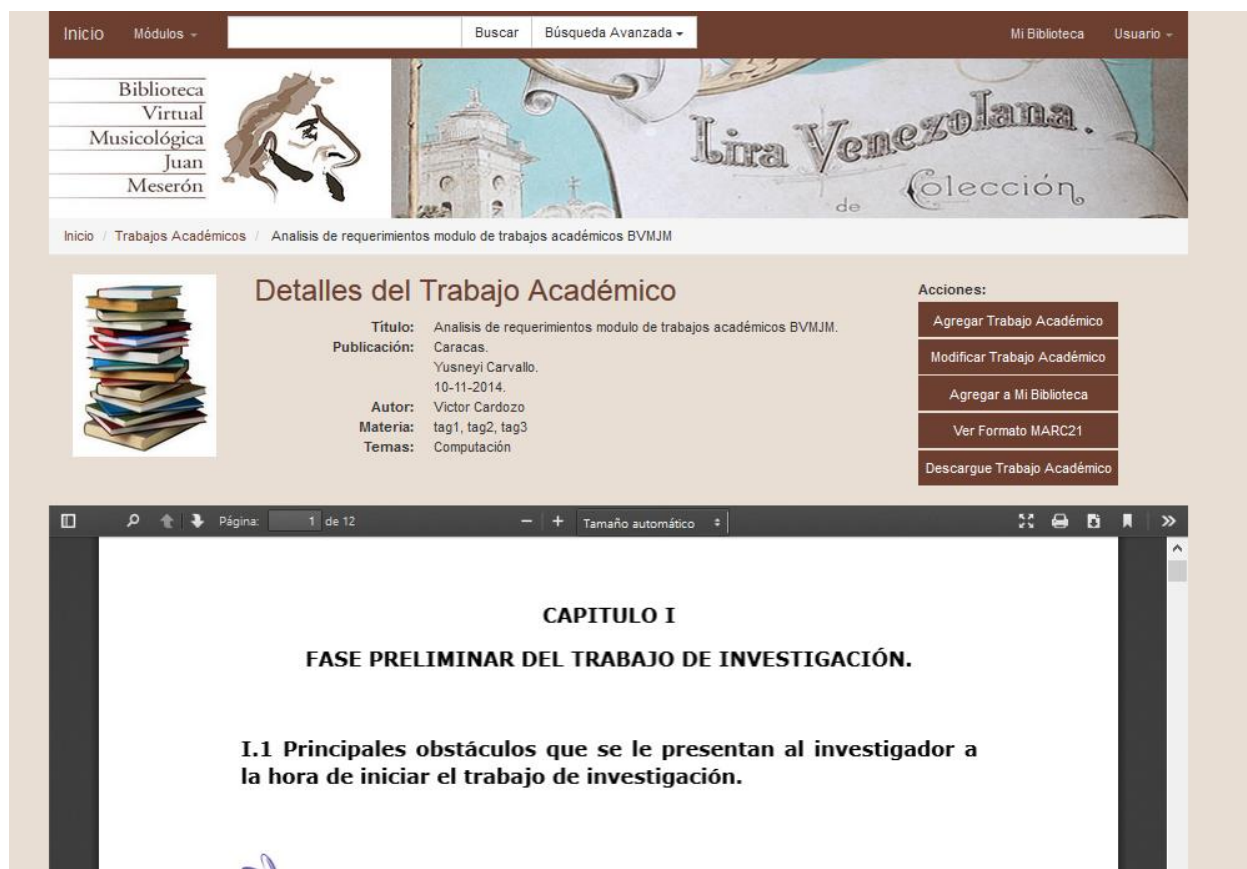 Inicio Módulos Buscar Búsqueda Avanzada Mi Biblioteca Usuario
Biblioteca
Virtual
Musicológica
Juan
Meserón
Lira Venezolana.
Colección
de
Inicio / Trabajos Académicos / Analisis de requerimientos modulo de trabajos académicos BVMJM
Detalles del Trabajo Académico
Título: Analisis de requerimientos modulo de trabajos académicos BVMJM.
Publicación: Caracas.
Yusneyi Carvallo.
10-11-2014.
Autor: Victor Cardozo
Materia: tag1, tag2, tag3
Temas: Computación
Acciones:
Agregar Trabajo Académico
Modificar Trabajo Académico
Agregar a Mi Biblioteca
Ver Formato MARC21
Descargue Trabajo Académico
Página: 1 de 12 Tamaño automático
CAPITULO I
FASE PRELIMINAR DEL TRABAJO DE INVESTIGACIÓN.
I.1 Principales obstáculos que se le presentan al investigador a
la hora de iniciar el trabajo de investigación.